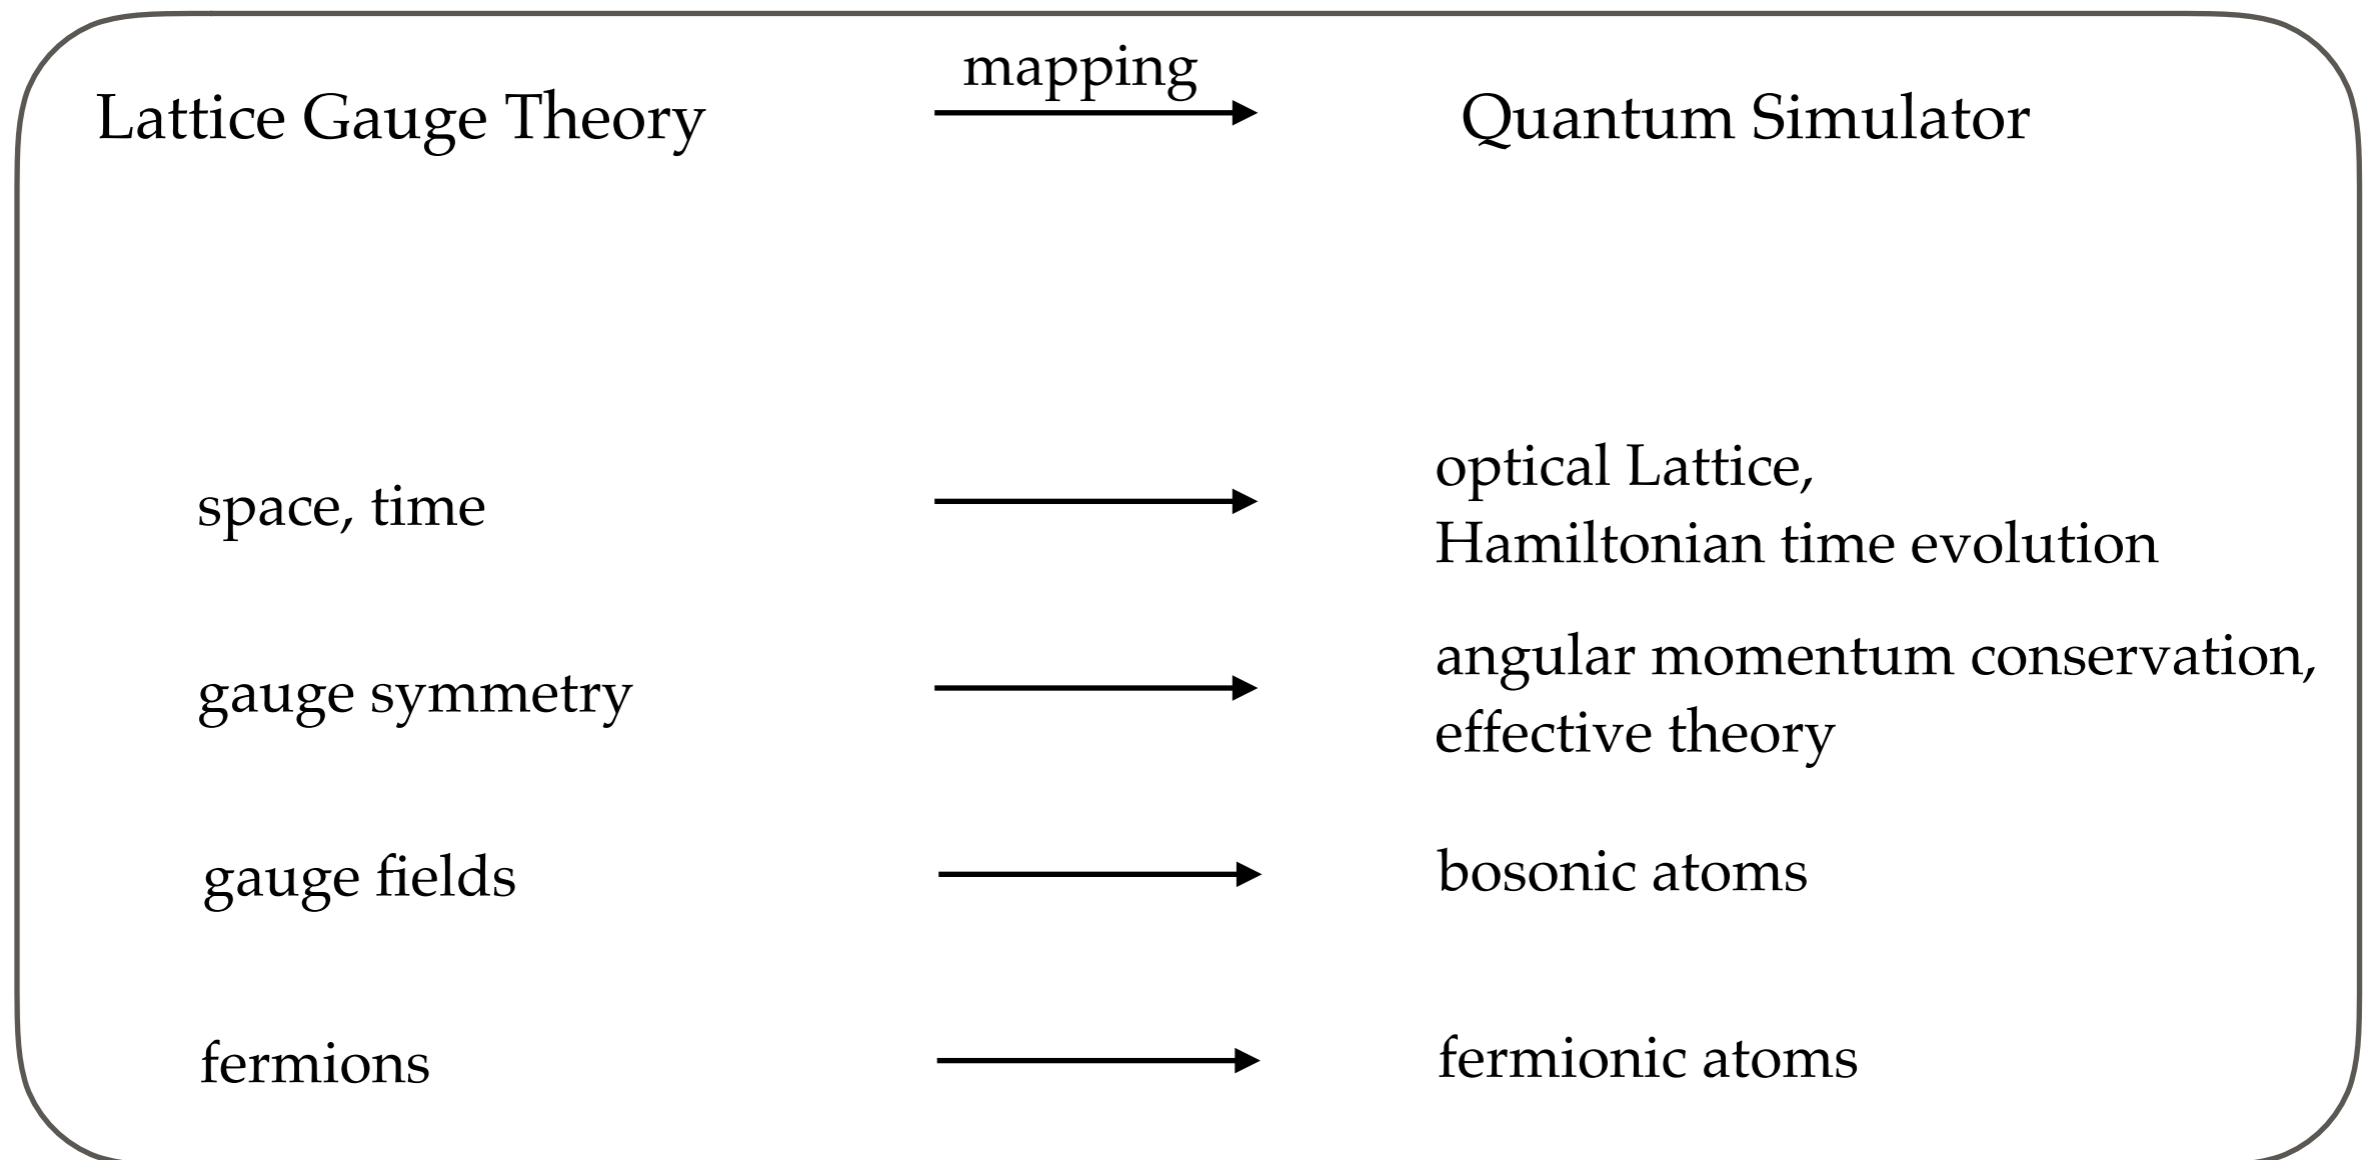 mapping
Lattice Gauge Theory
Quantum Simulator
space, time
optical Lattice,
Hamiltonian time evolution
gauge symmetry
angular momentum conservation,
effective theory
gauge fields
bosonic atoms
fermions
fermionic atoms